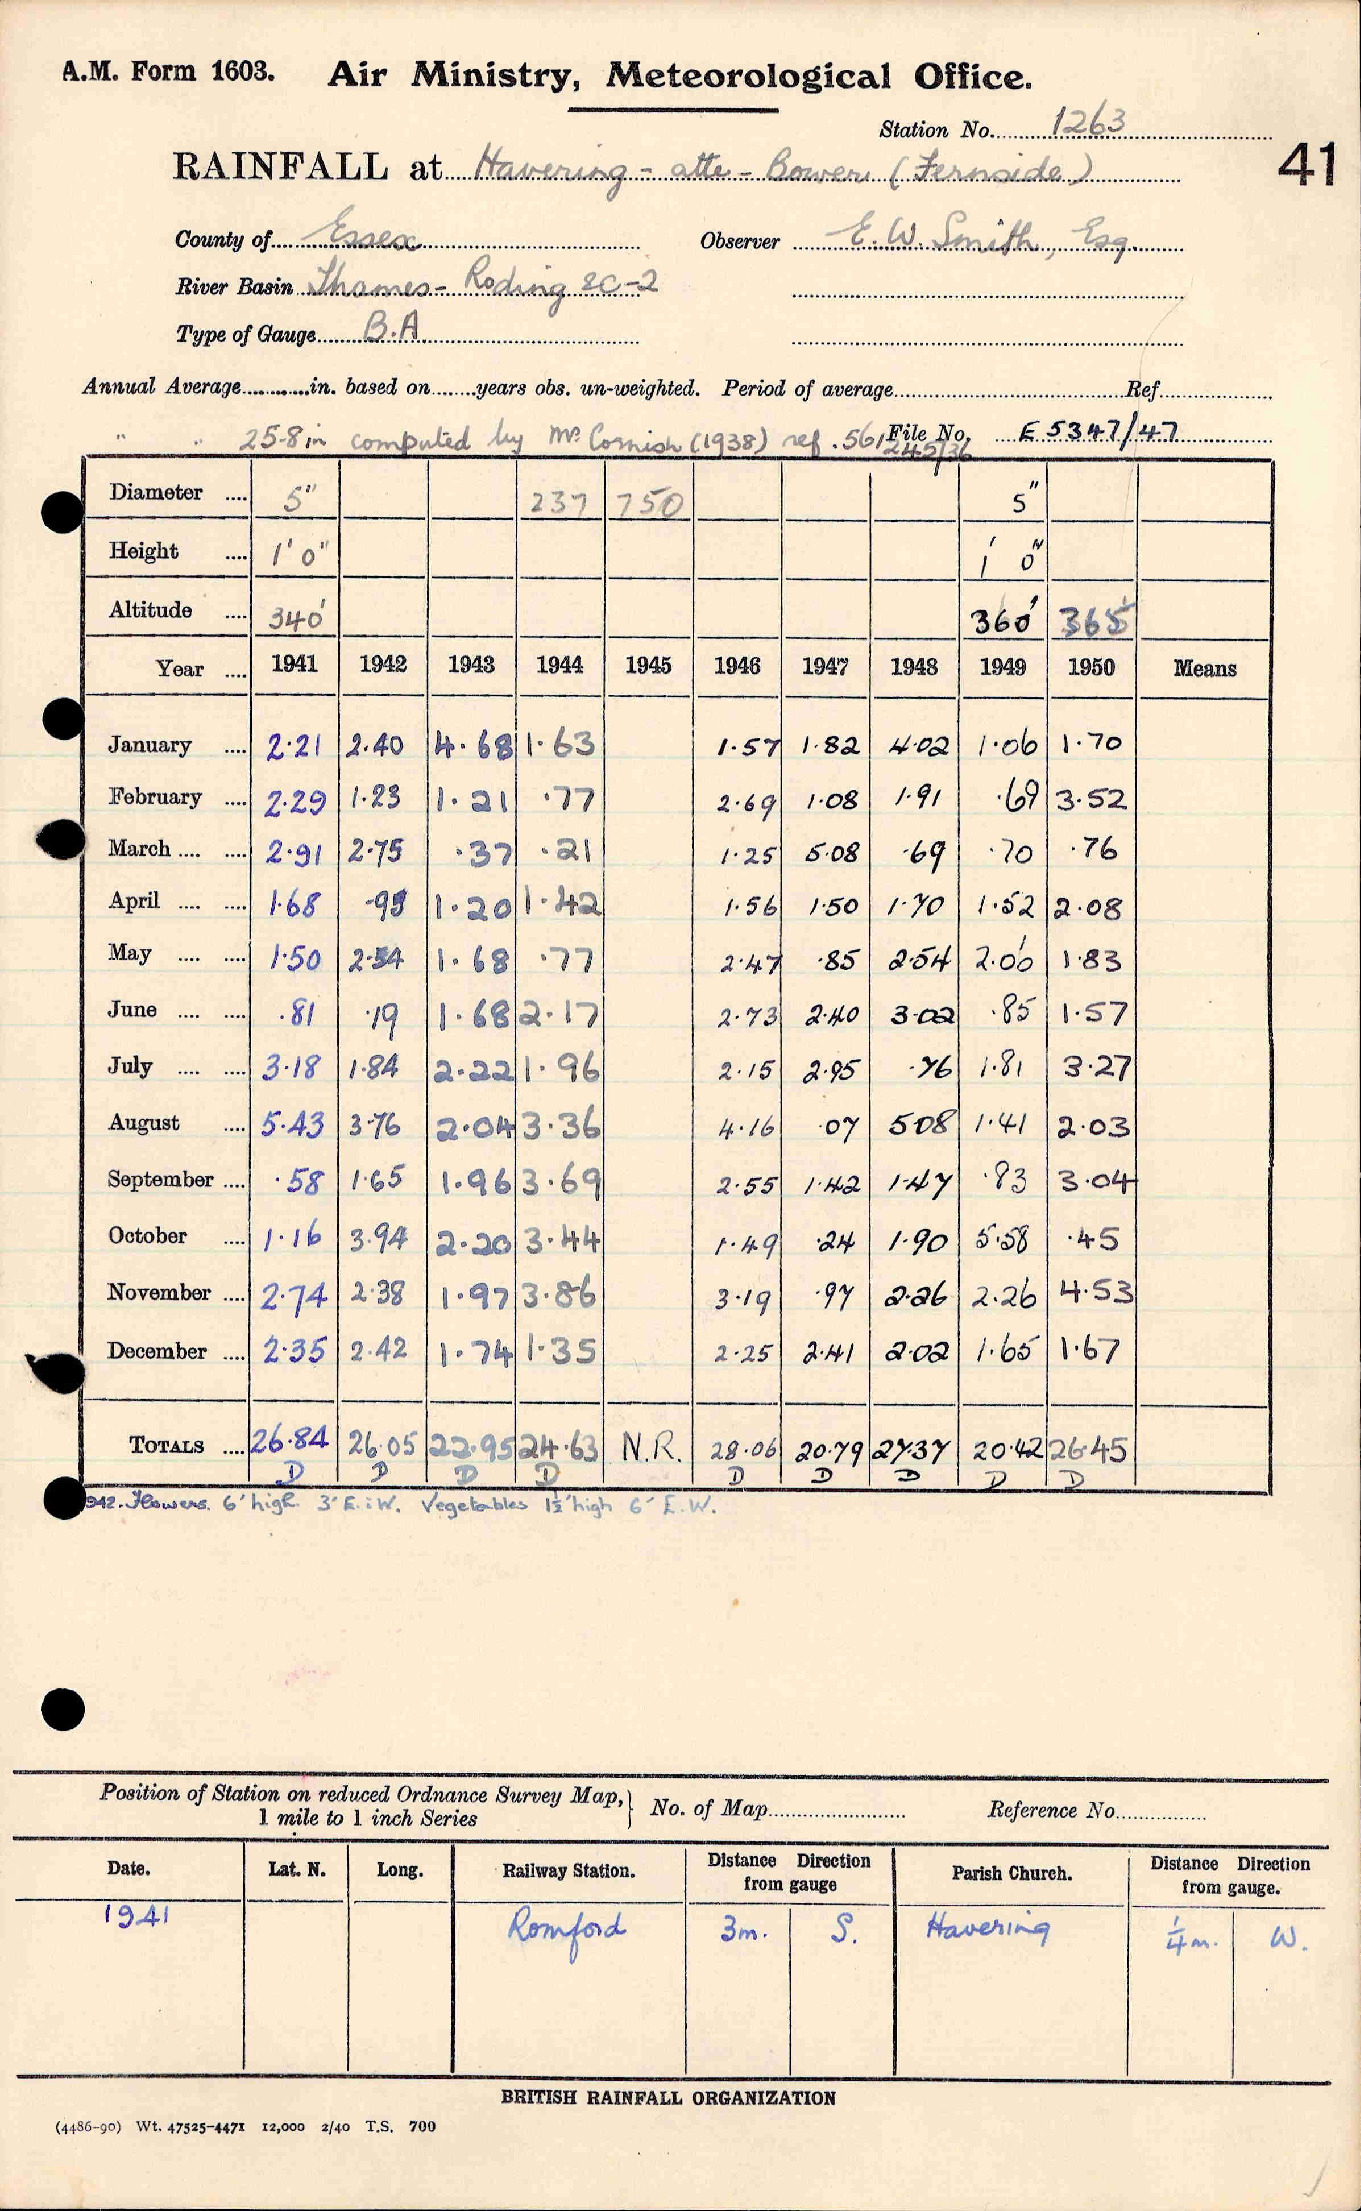 A.M. Form 1603. Air Ministry, Meteorological Office.
Station No. 1263
41
RAINFALL at Havering-atte-Bower (Fernside)
County of Essex Observer E. W. Smith, Esq.
River Basin Thames - Roding 2C-2
Type of Gauge B.A
Annual Average in. based on years obs. un-weighted. Period of average Ref.
" " 25.8 in computed by Mr Cornish (1938) ref. 561245/36 File No. E 5347/47
Diameter 5" 237 750 5"
Height 1' 0" 1' 0"
Altitude 340' 360' 365'
Year 1941 1942 1943 1944 1945 1946 1947 1948 1949 1950 Means
January 2.21 2.40 4.68 1.63 1.57 1.82 4.02 1.06 1.70
February 2.29 1.23 1.21 .77 2.69 1.08 1.91 .69 3.52
March 2.91 2.75 .37 .21 1.25 5.08 .69 .70 .76
April 1.68 .95 1.20 1.42 1.56 1.50 1.70 1.52 2.08
May 1.50 2.54 1.68 .77 2.47 .85 2.54 2.06 1.83
June .81 .19 1.68 2.17 2.73 2.40 3.02 .85 1.57
July 3.18 1.84 2.22 1.96 2.15 2.95 .76 1.81 3.27
August 5.43 3.76 2.04 3.36 4.16 .07 5.08 1.41 2.03
September .58 1.65 1.96 3.69 2.55 1.42 1.47 .83 3.04
October 1.16 3.94 2.20 3.44 1.49 .24 1.90 5.58 .45
November 2.74 2.38 1.97 3.86 3.19 .97 2.26 2.26 4.53
December 2.35 2.42 1.74 1.35 2.25 2.41 2.02 1.65 1.67
TOTALS 26.84 26.05 22.95 24.63 N.R. 28.06 20.79 27.37 20.42 26.45
D D D D D D D D D
942. Flowers. 6' high 3' E. & W. Vegetables 1½' high 6' E.W.
Position of Station on reduced Ordnance Survey Map,} No. of Map Reference No.
1 mile to 1 inch Series
Date. Lat. N. Long. Railway Station. Distance Direction from gauge Parish Church. Distance Direction from gauge.
1941 Romford 3m. S. Havering ¼ m. W.
BRITISH RAINFALL ORGANIZATION
(4486-90) Wt. 47525-4471 12,000 2/40 T.S. 700